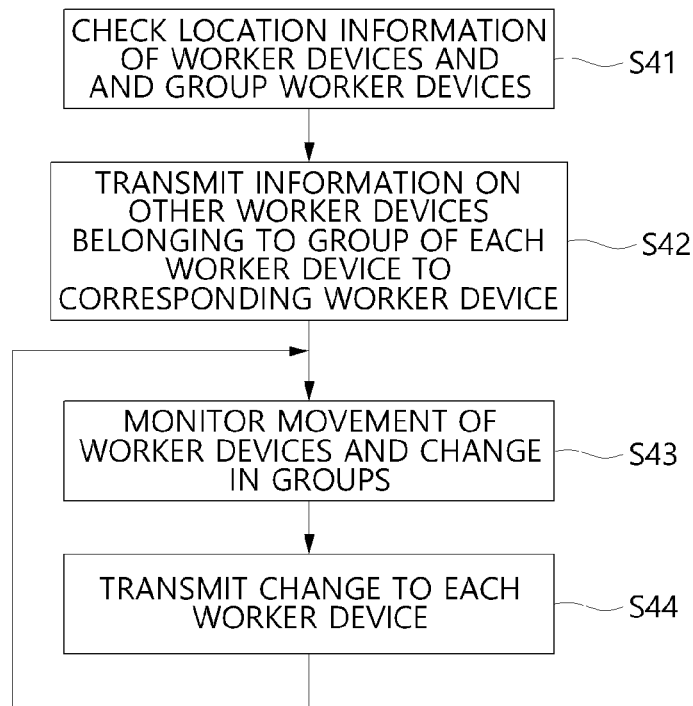 CHECK LOCATION INFORMATION
OF WORKER DEVICES AND
AND GROUP WORKER DEVICES
S41
TRANSMIT INFORMATION ON
OTHER WORKER DEVICES
BELONGING TO GROUP OF EACH
WORKER DEVICE TO
CORRESPONDING WORKER DEVICE
S42
MONITOR MOVEMENT OF
WORKER DEVICES AND CHANGE
IN GROUPS
S43
TRANSMIT CHANGE TO EACH
WORKER DEVICE
S44